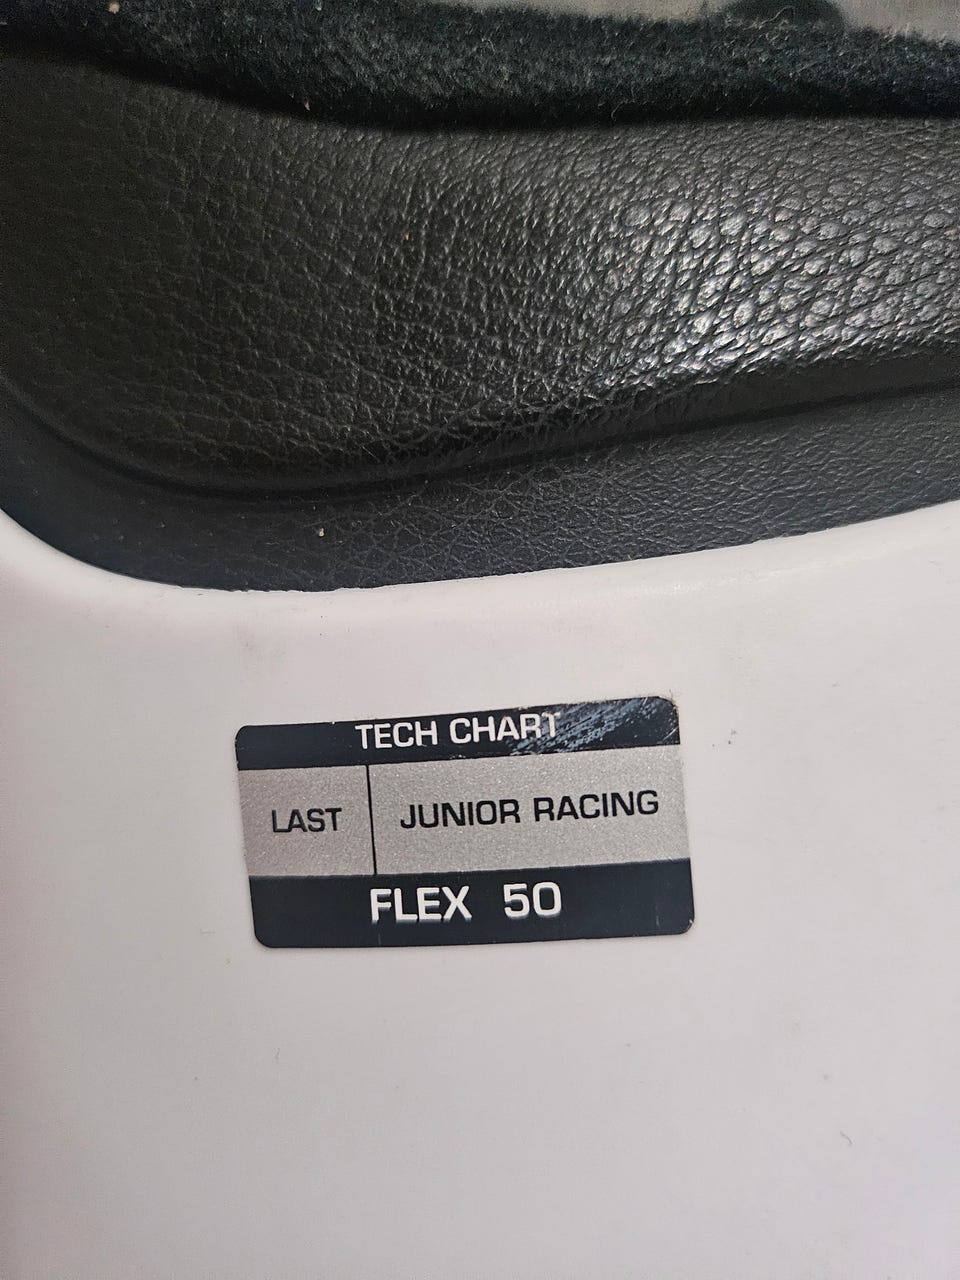 TECH CHART
LAST JUNIOR RACING
FLEX 50